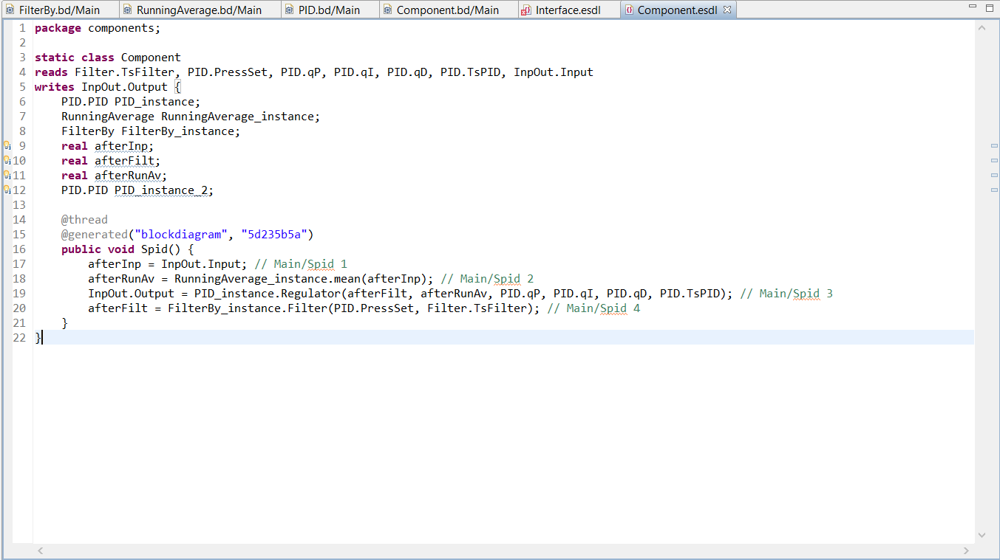 FilterBy.bd/Main RunningAverage.bd/Main PID.bd/Main Component.bd/Main Interface.esdl Component.esdl
1 package components;
2
3 static class Component
4 reads Filter.TsFilter, PID.PressSet, PID.qP, PID.qI, PID.qD, PID.TsPID, InpOut.Input
5 writes InpOut.Output {
6 PID.PID PID_instance;
7 RunningAverage RunningAverage_instance;
8 FilterBy FilterBy_instance;
9 real afterInp;
10 real afterFilt;
11 real afterRunAv;
12 PID.PID PID_instance_2;
13
14 @thread
15 @generated("blockdiagram", "5d235b5a")
16 public void Spid() {
17 afterInp = InpOut.Input; // Main/Spid 1
18 afterRunAv = RunningAverage_instance.mean(afterInp); // Main/Spid 2
19 InpOut.Output = PID_instance.Regulator(afterFilt, afterRunAv, PID.qP, PID.qI, PID.qD, PID.TsPID); // Main/Spid 3
20 afterFilt = FilterBy_instance.Filter(PID.PressSet, Filter.TsFilter); // Main/Spid 4
21 }
22 }